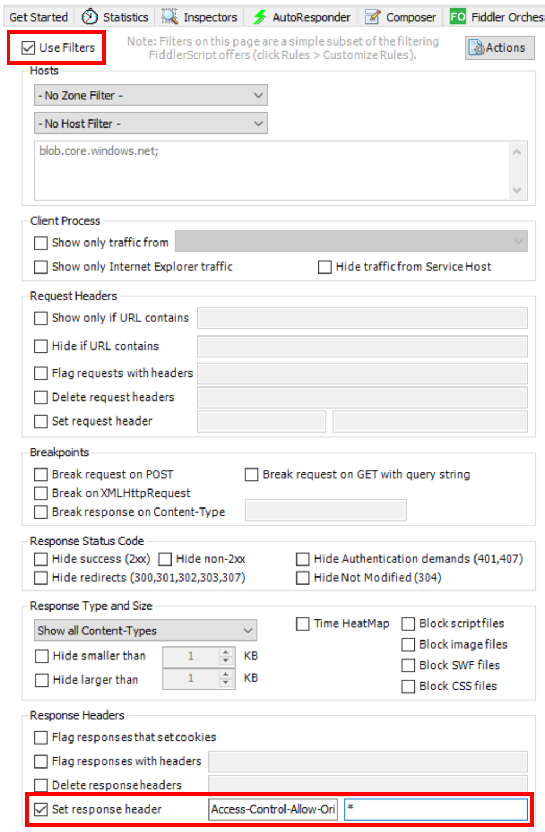 Get Started Statistics Inspectors AutoResponder Composer FO Fiddler Orches
Use Filters
Note: Filters on this page are a simple subset of the filtering
FiddlerScript offers (click Rules > Customize Rules).
Actions
Hosts
- No Zone Filter -
- No Host Filter -
blob.core.windows.net;
Client Process
Show only traffic from
Show only Internet Explorer traffic Hide traffic from Service Host
Request Headers
Show only if URL contains
Hide if URL contains
Flag requests with headers
Delete request headers
Set request header
Breakpoints
Break request on POST Break request on GET with query string
Break on XMLHttpRequest
Break response on Content-Type
Response Status Code
Hide success (2xx) Hide non-2xx Hide Authentication demands (401,407)
Hide redirects (300,301,302,303,307) Hide Not Modified (304)
Response Type and Size
Show all Content-Types Time HeatMap Block script files
Block image files
Hide smaller than 1 KB
Block SWF files
Hide larger than 1 KB
Block CSS files
Response Headers
Flag responses that set cookies
Flag responses with headers
Delete response headers
Set response header Access-Control-Allow-Ori *